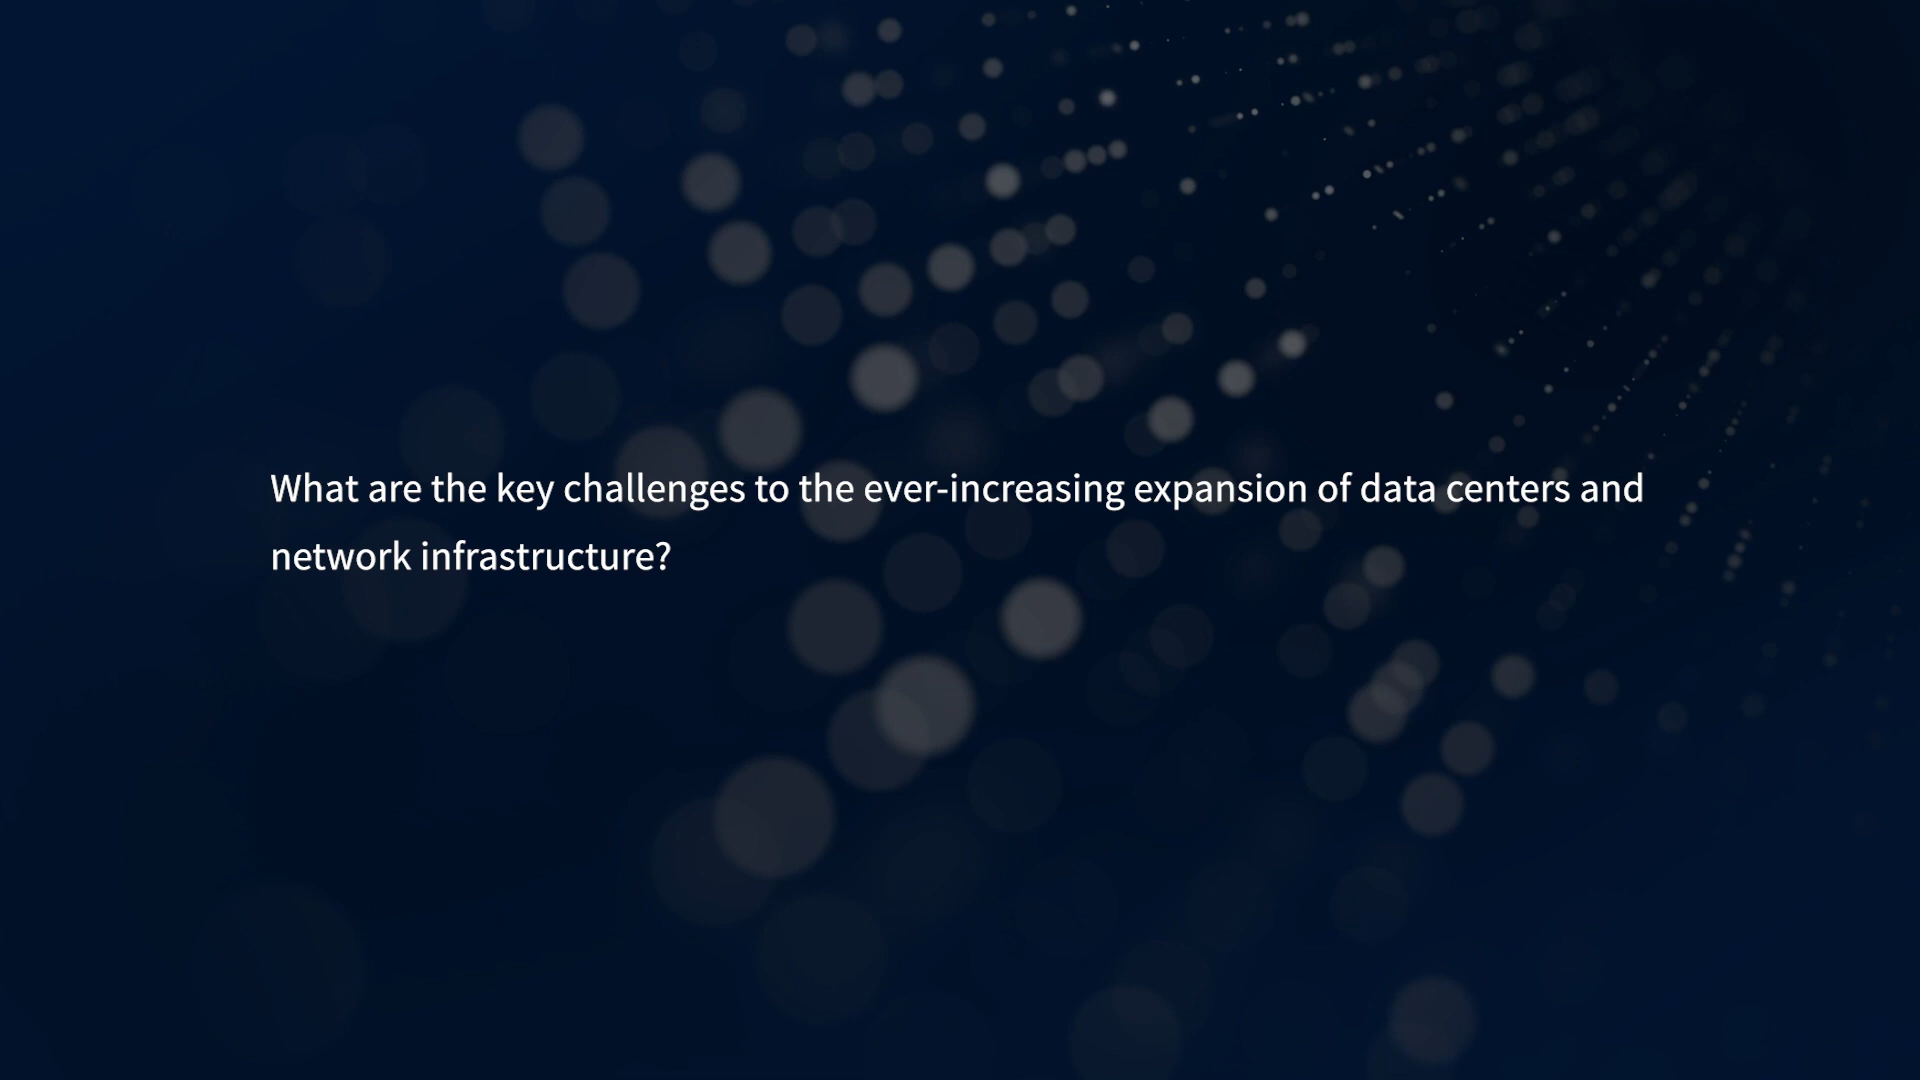 What are the key challenges to the ever-increasing expansion of data centers and
network infrastructure?